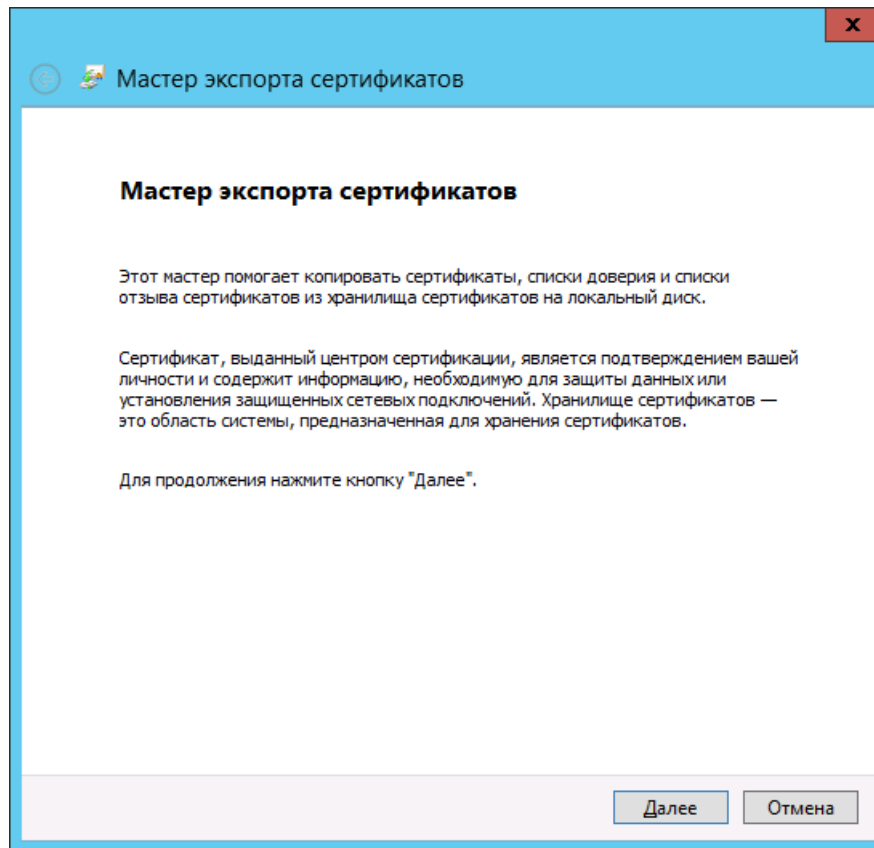 x
Мастер экспорта сертификатов
Мастер экспорта сертификатов
Этот мастер помогает копировать сертификаты, списки доверия и списки
отзыва сертификатов из хранилища сертификатов на локальный диск.
Сертификат, выданный центром сертификации, является подтверждением вашей
личности и содержит информацию, необходимую для защиты данных или
установления защищенных сетевых подключений. Хранилище сертификатов —
это область системы, предназначенная для хранения сертификатов.
Для продолжения нажмите кнопку "Далее".
Далее
Отмена